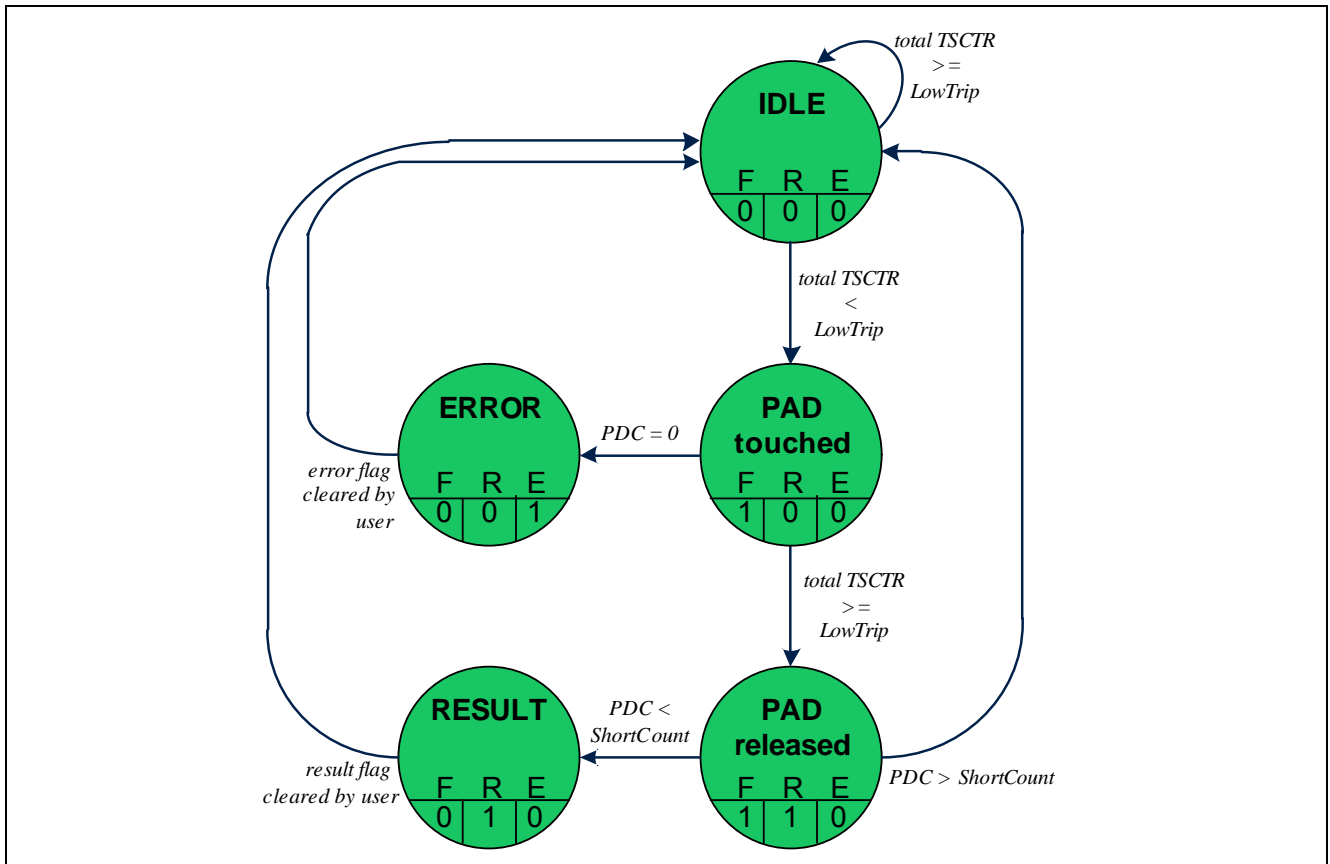 total TSCTR
>=
LowTrip
IDLE
F R E
0 0 0
total TSCTR
<
LowTrip
ERROR
F R E
0 0 1
error flag
cleared by
user
PDC = 0
PAD
touched
F R E
1 0 0
total TSCTR
>=
LowTrip
RESULT
F R E
0 1 0
result flag
cleared by user
PDC <
ShortCount
PAD
released
F R E
1 1 0
PDC > ShortCount